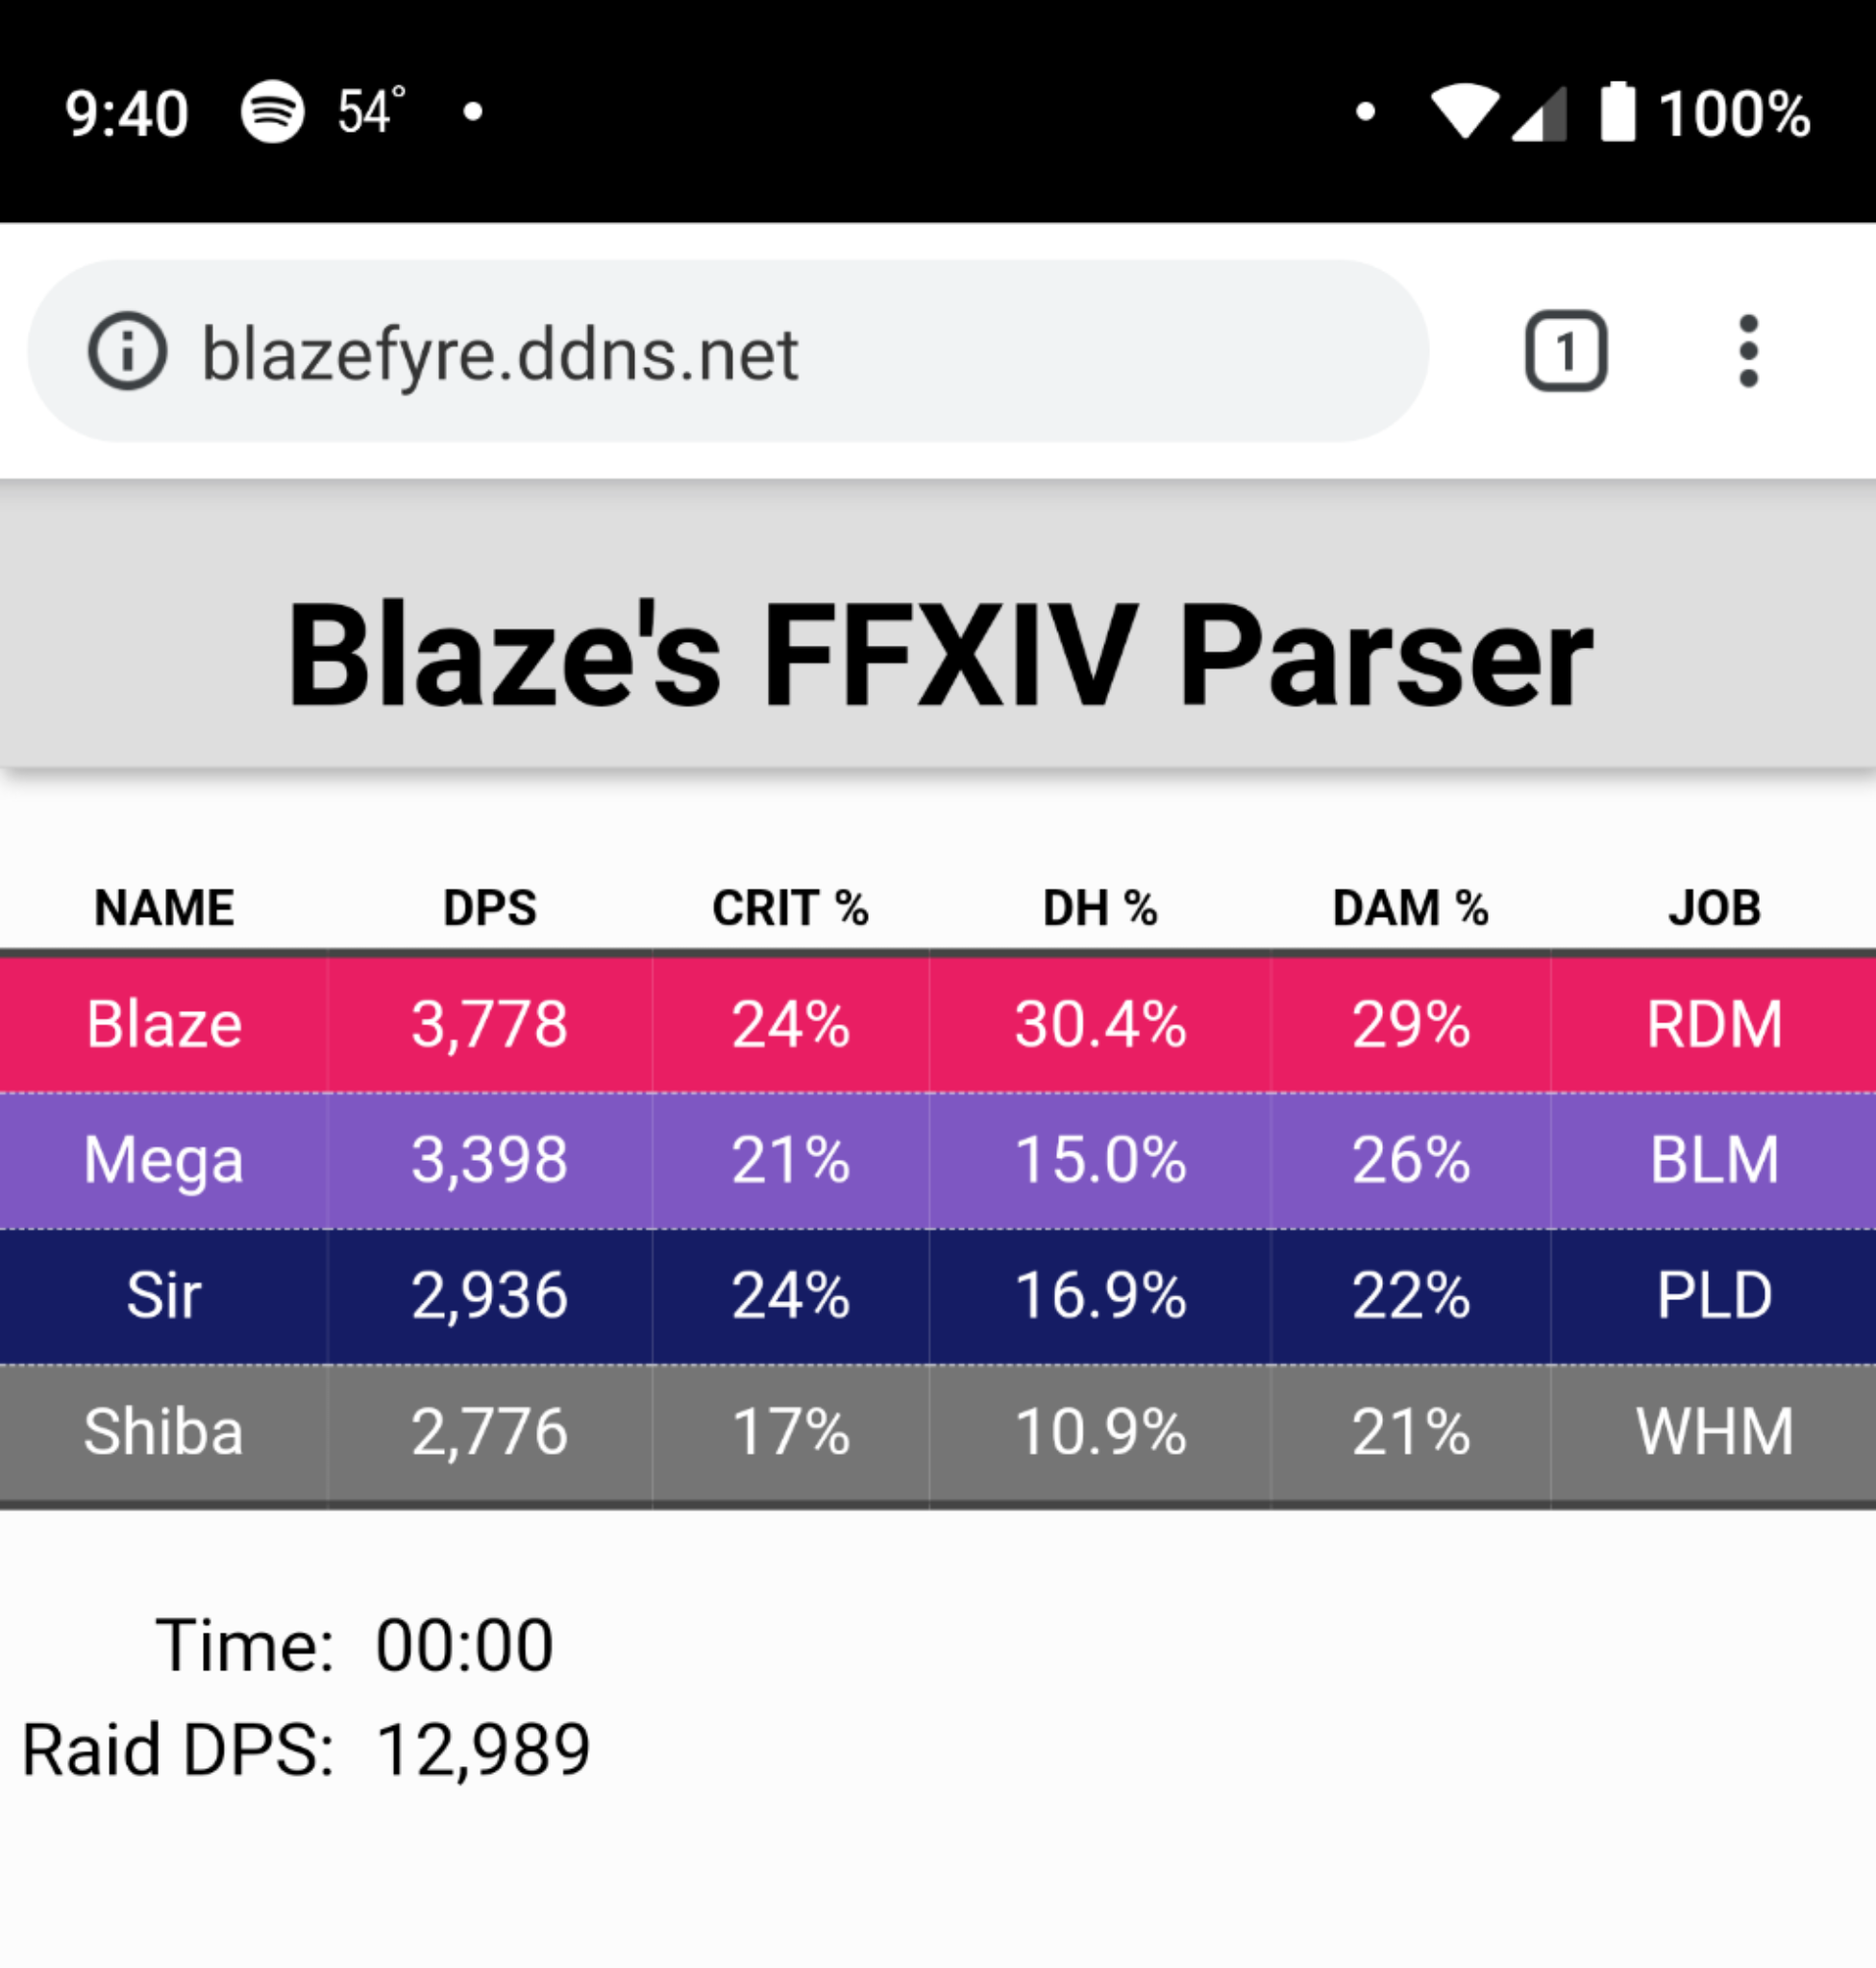 9:40 54° 100%
blazefyre.ddns.net 1
Blaze's FFXIV Parser
NAME DPS CRIT % DH % DAM % JOB
Blaze 3,778 24% 30.4% 29% RDM
Mega 3,398 21% 15.0% 26% BLM
Sir 2,936 24% 16.9% 22% PLD
Shiba 2,776 17% 10.9% 21% WHM
Time: 00:00
Raid DPS: 12,989